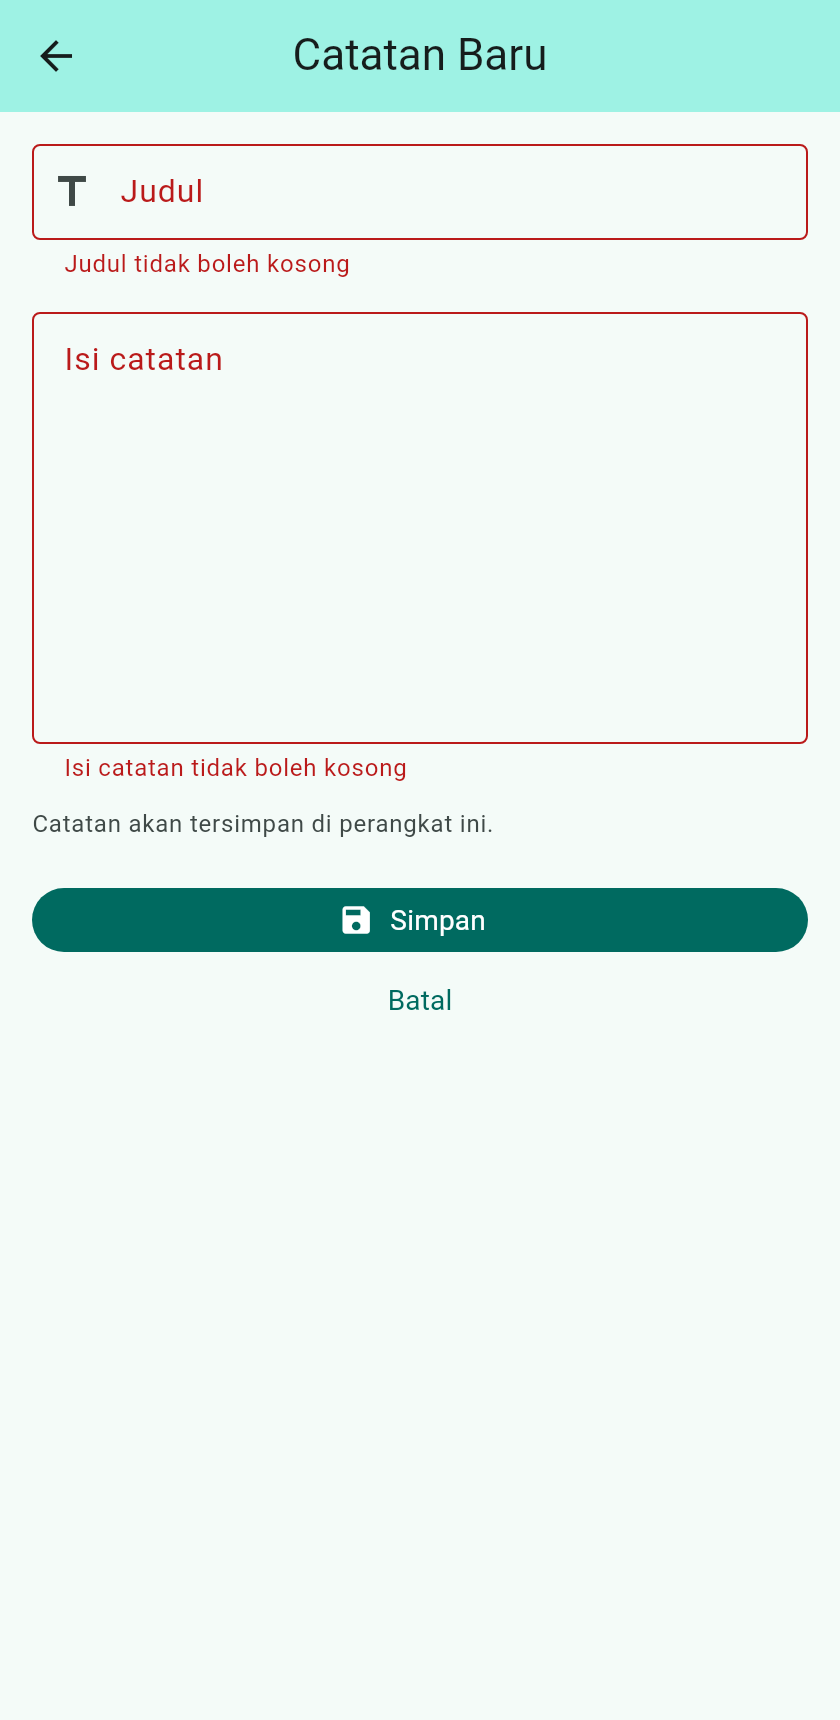 Catatan Baru
Judul
Judul tidak boleh kosong
Isi catatan
Isi catatan tidak boleh kosong
Catatan akan tersimpan di perangkat ini.
Simpan
Batal